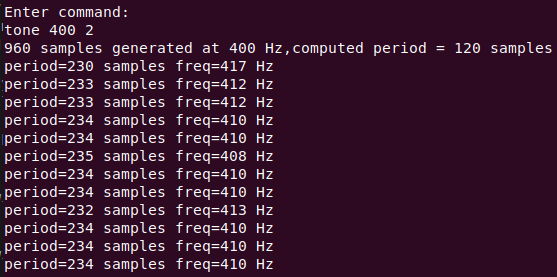 Enter command:
tone 400 2
960 samples generated at 400 Hz,computed period = 120 samples
period=230 samples freq=417 Hz
period=233 samples freq=412 Hz
period=233 samples freq=412 Hz
period=234 samples freq=410 Hz
period=234 samples freq=410 Hz
period=235 samples freq=408 Hz
period=234 samples freq=410 Hz
period=234 samples freq=410 Hz
period=232 samples freq=413 Hz
period=234 samples freq=410 Hz
period=234 samples freq=410 Hz
period=234 samples freq=410 Hz